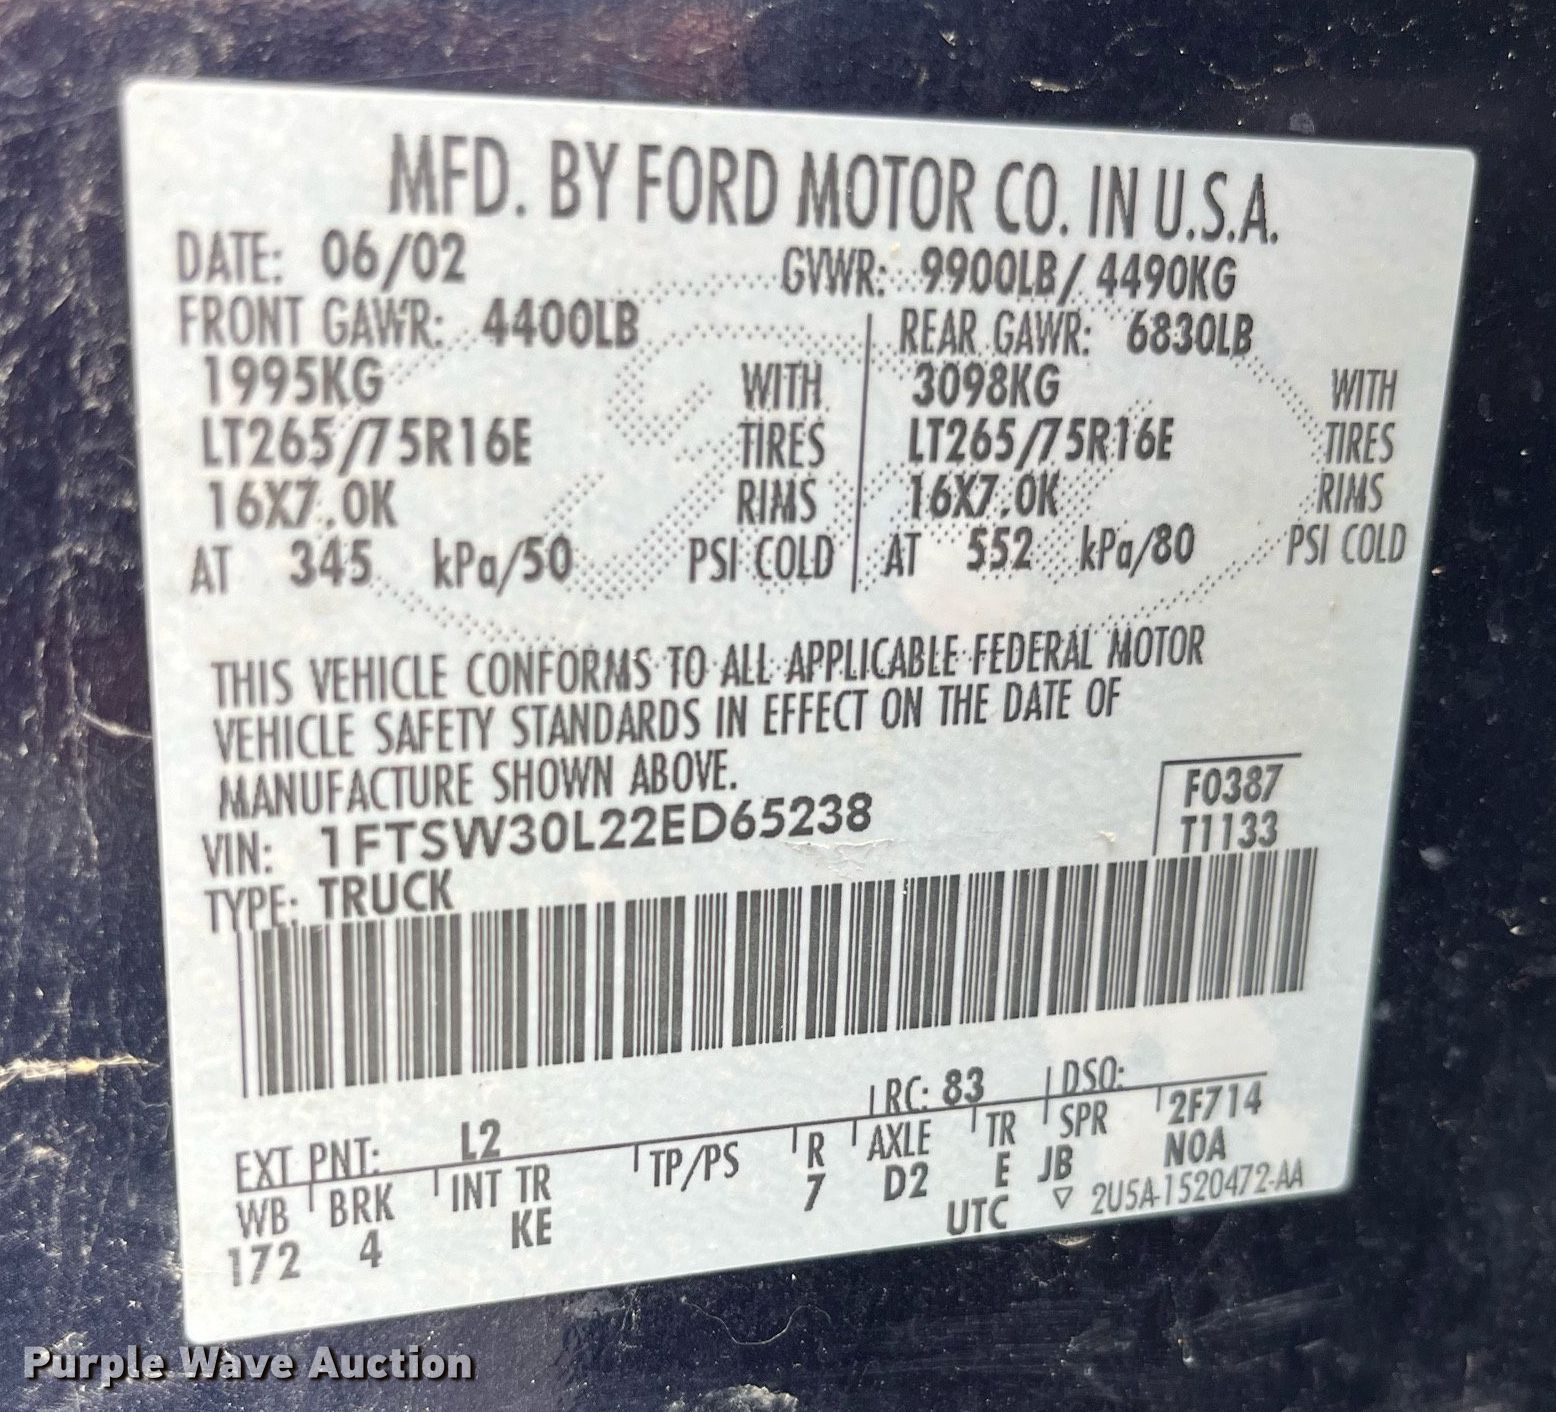 MFD. BY FORD MOTOR CO. IN U.S.A.
DATE: 06/02 GVWR: 9900LB/ 4490KG
FRONT GAWR: 4400LB REAR GAWR: 6830LB
1995KG WITH 3098KG WITH
LT265/75R16E TIRES LT265/75R16E TIRES
16X7.0K RIMS 16X7.0K RIMS
AT 345 kPa/50 PSI COLD AT 552 kPa/80 PSI COLD
THIS VEHICLE CONFORMS TO ALL APPLICABLE FEDERAL MOTOR
VEHICLE SAFETY STANDARDS IN EFFECT ON THE DATE OF
MANUFACTURE SHOWN ABOVE.
F0387
VIN: 1FTSW30L22ED65238 T1133
TYPE: TRUCK
EXT PNT: L2 RC: 83 DSO:
WB BRK INT TR TP/PS R AXLE TR SPR 2F714
172 4 KE 7 D2 E JB N0A
UTC ▽ 2U5A-1520472-AA
Purple Wave Auction